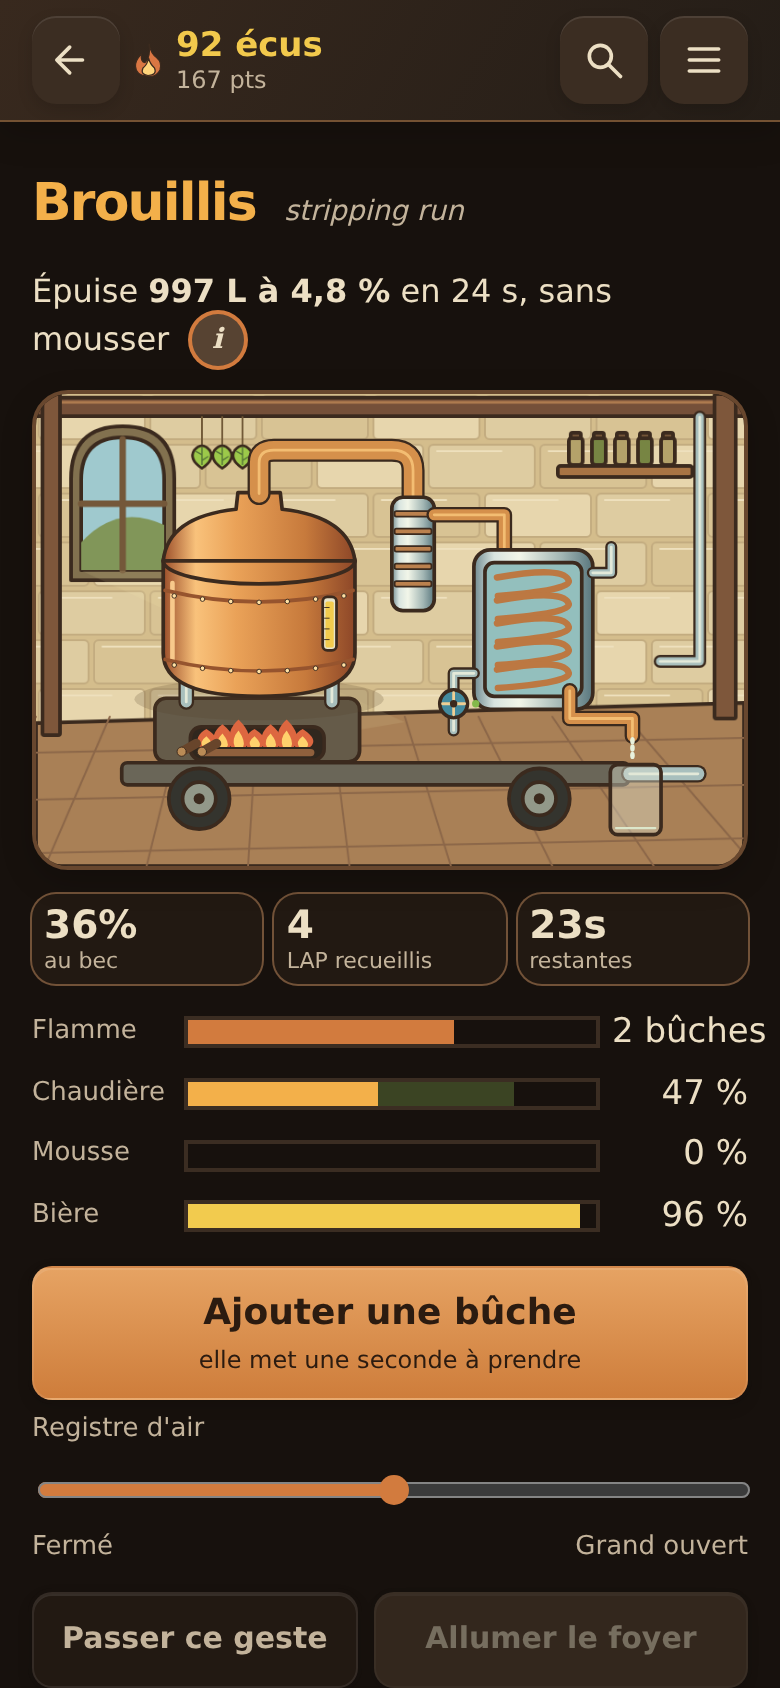 92 écus
167 pts
Brouillis stripping run
Épuise 997 L à 4,8 % en 24 s, sans
mousser i
36%
au bec
4
LAP recueillis
23s
restantes
Flamme 2 bûches
Chaudière 47 %
Mousse 0 %
Bière 96 %
Ajouter une bûche
elle met une seconde à prendre
Registre d'air
Fermé Grand ouvert
Passer ce geste Allumer le foyer